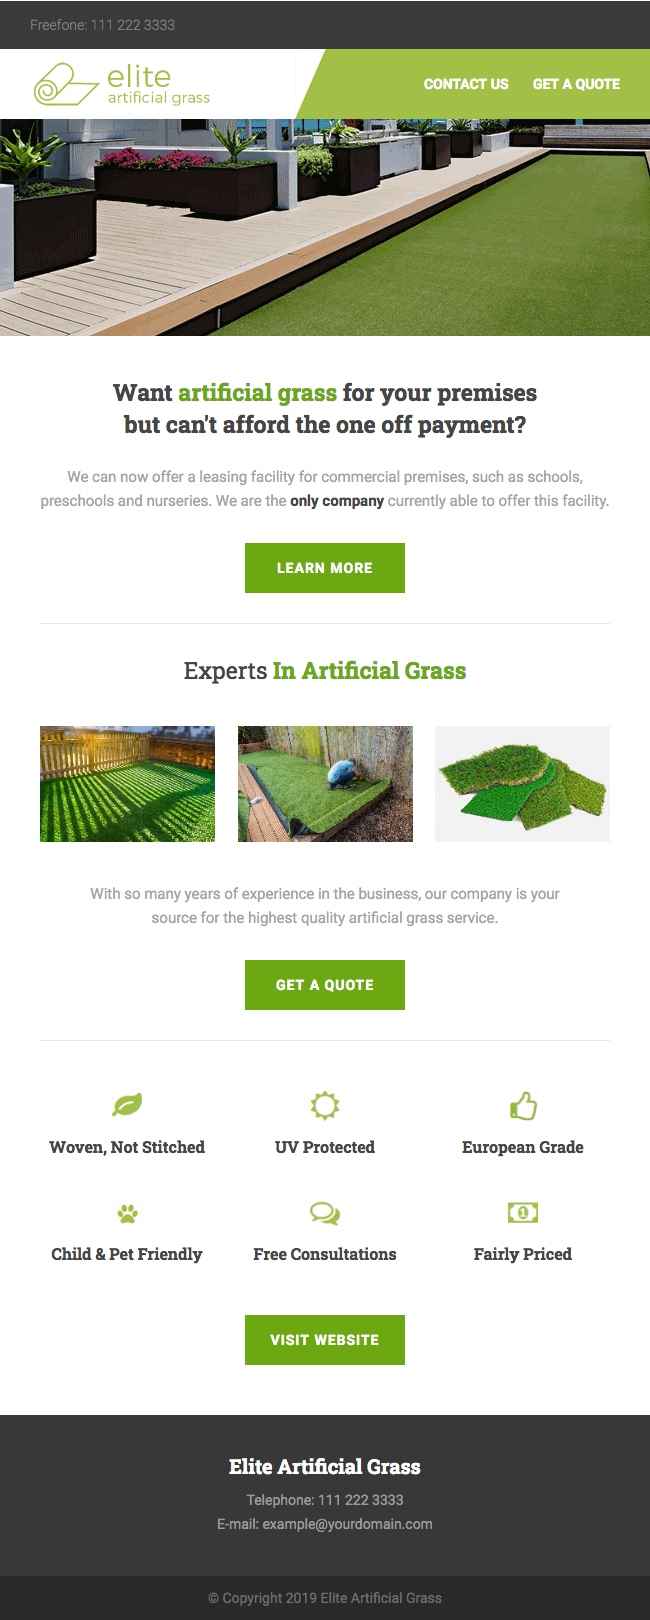 Freefone: 111 222 3333
elite
artificial grass
CONTACT US GET A QUOTE
Want artificial grass for your premises
but can't afford the one off payment?
We can now offer a leasing facility for commercial premises, such as schools,
preschools and nurseries. We are the only company currently able to offer this facility.
LEARN MORE
Experts In Artificial Grass
With so many years of experience in the business, our company is your
source for the highest quality artificial grass service.
GET A QUOTE
Woven, Not Stitched
UV Protected
European Grade
1
Child & Pet Friendly
Free Consultations
Fairly Priced
VISIT WEBSITE
Elite Artificial Grass
Telephone: 111 222 3333
E-mail: example@yourdomain.com
© Copyright 2019 Elite Artificial Grass